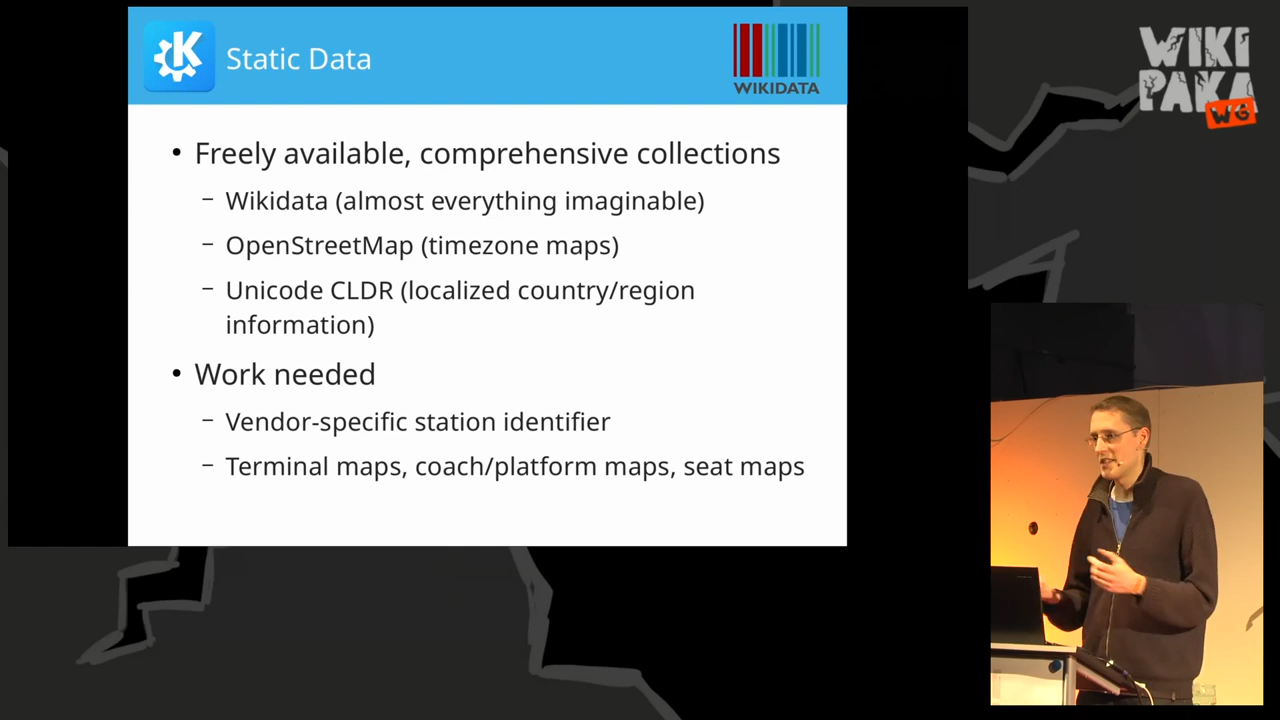 Static Data
WIKIDATA
WIKI
PAKA
WG
• Freely available, comprehensive collections
– Wikidata (almost everything imaginable)
– OpenStreetMap (timezone maps)
– Unicode CLDR (localized country/region
information)
• Work needed
– Vendor-specific station identifier
– Terminal maps, coach/platform maps, seat maps